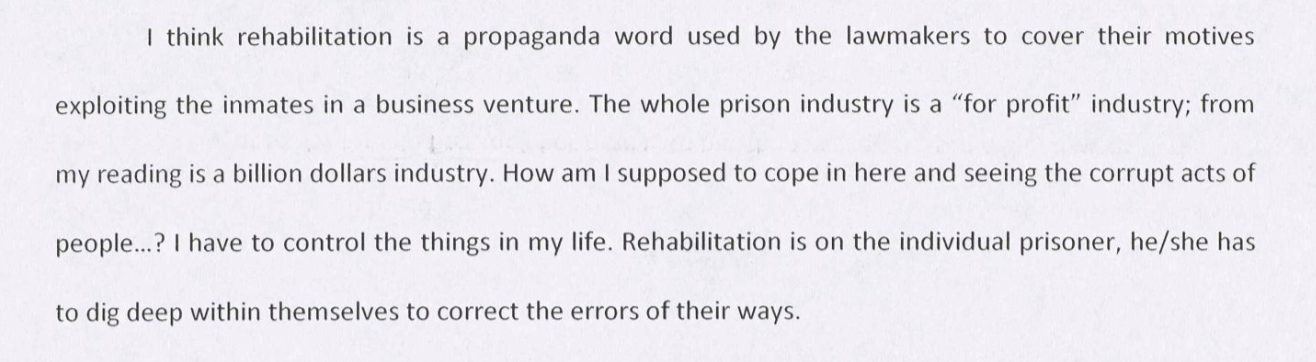 I think rehabilitation is a propaganda word used by the lawmakers to cover their motives
exploiting the inmates in a business venture. The whole prison industry is a “for profit” industry; from
my reading is a billion dollars industry. How am I supposed to cope in here and seeing the corrupt acts of
people...? I have to control the things in my life. Rehabilitation is on the individual prisoner, he/she has
to dig deep within themselves to correct the errors of their ways.